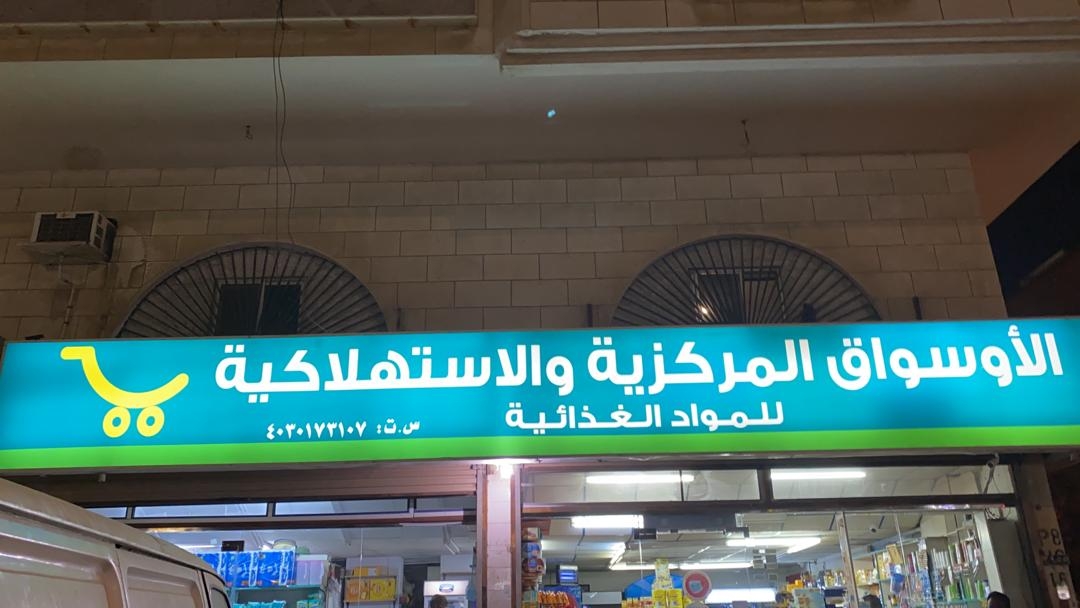 الأوسواق المركزية والاستهلاكية
للمواد الغذائية
س.ت: ٤٠٣٠١٧٣١٠٧